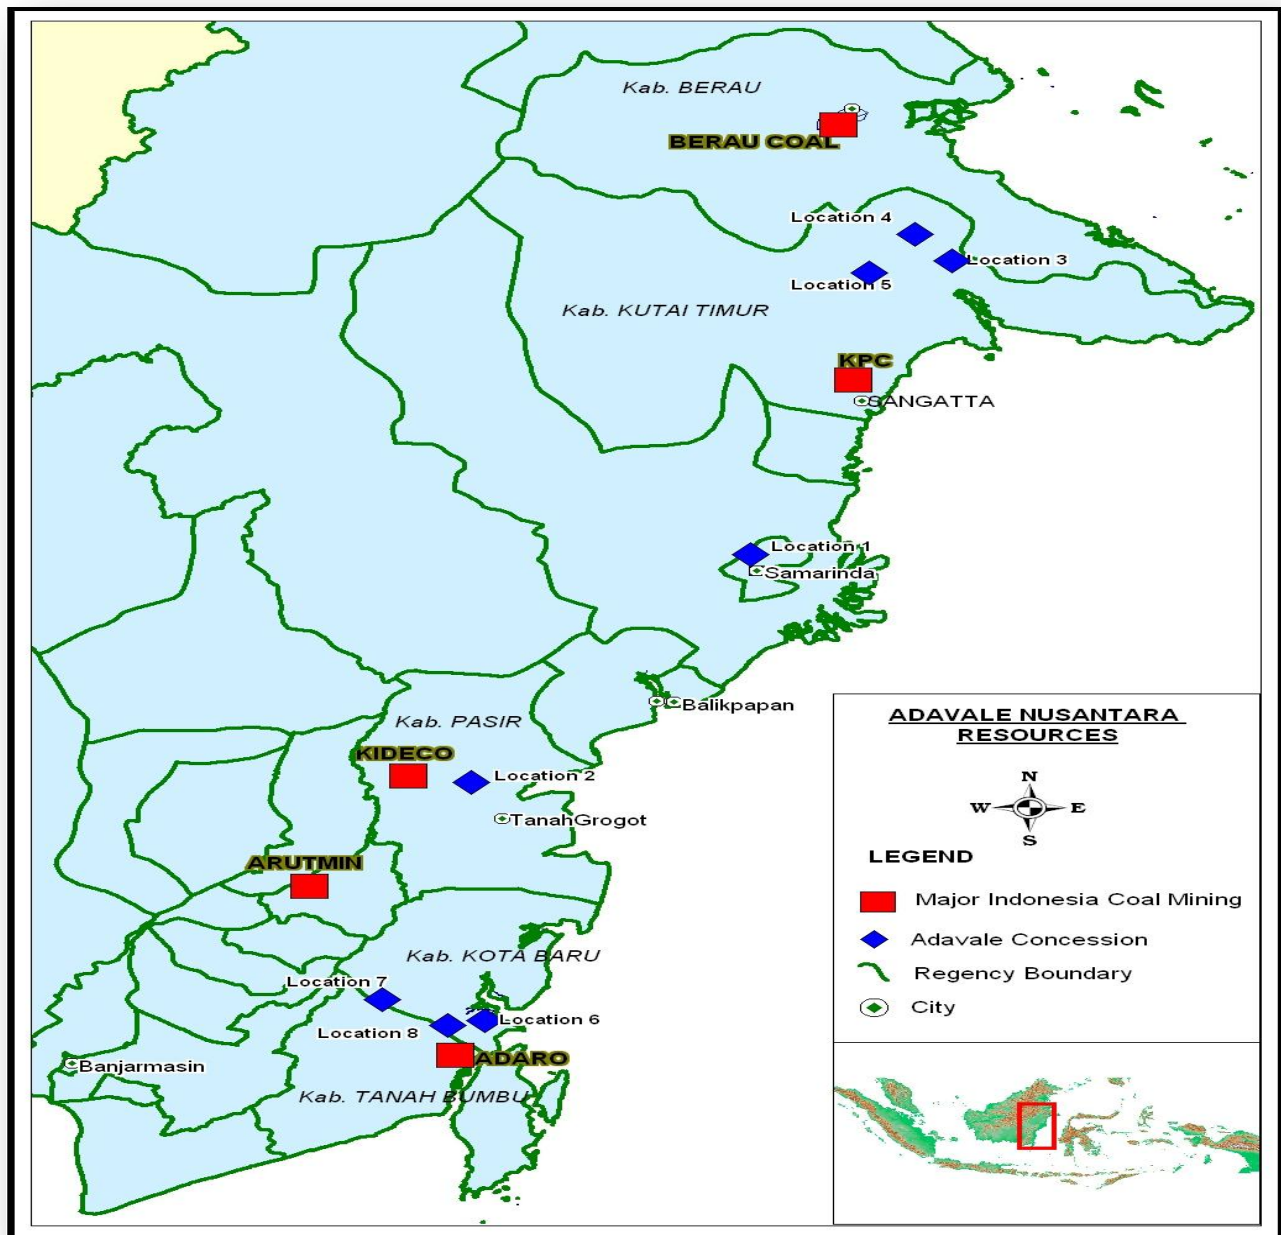 Kab. BERAU
BERAU COAL
Location 4
Location 3
Location 5
Kab. KUTAI TIMUR
KPC
SANGATTA
Location 1
Samarinda
Balikpapan
Kab. PASIR
KIDECO
Location 2
TanahGrogot
ARUTMIN
Kab. KOTA BARU
Location 7
Location 6
Location 8
ADARO
Banjarmasin
Kab. TANAH BUMBU
ADAVALE NUSANTARA
RESOURCES
N
W E
S
LEGEND
Major Indonesia Coal Mining
Adavale Concession
Regency Boundary
City